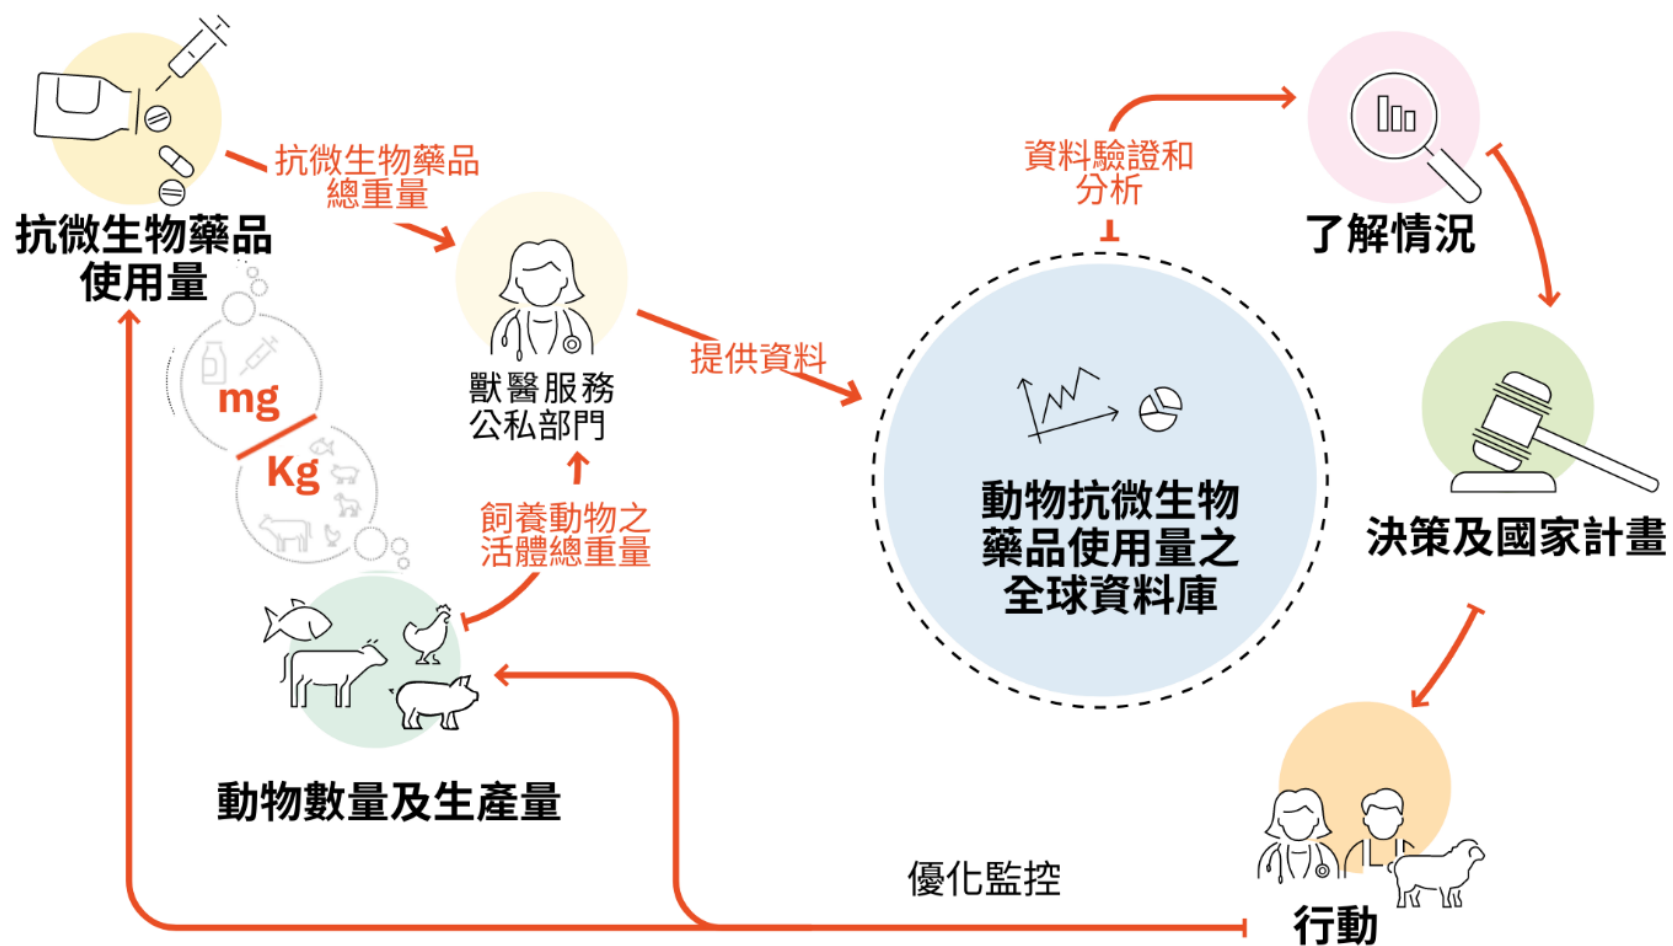 抗微生物藥品
使用量
抗微生物藥品
總重量
mg
Kg
獸醫服務
公私部門
飼養動物之
活體總重量
動物數量及生產量
提供資料
動物抗微生物
藥品使用量之
全球資料庫
資料驗證和
分析
了解情況
決策及國家計畫
行動
優化監控